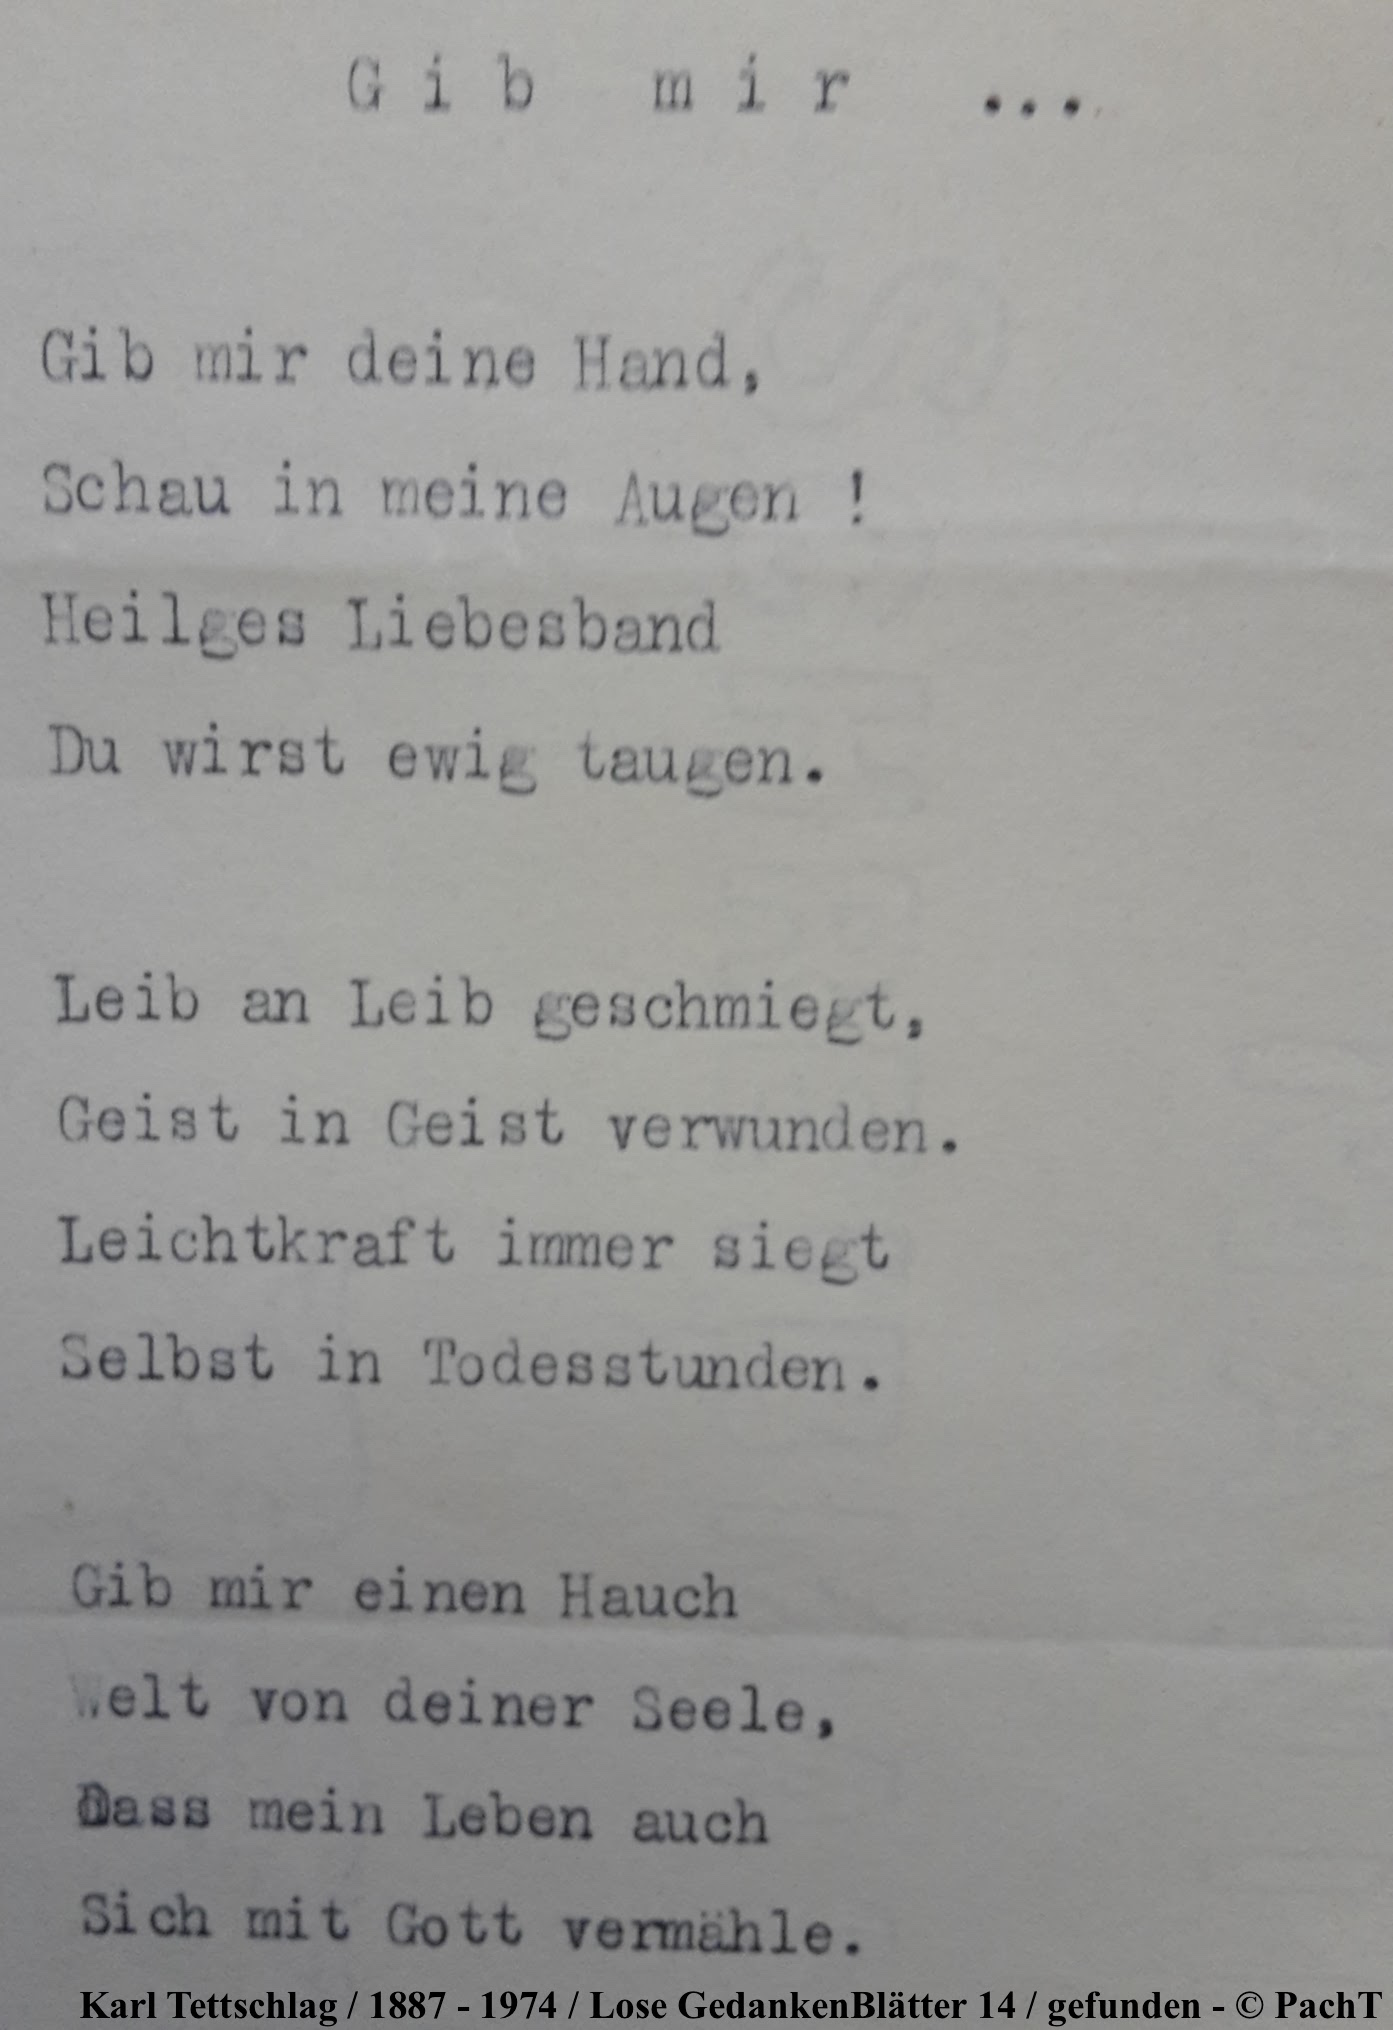 Gib mir ...
Gib mir deine Hand,
Schau in meine Augen !
Heilges Liebesband
Du wirst ewig taugen.
Leib an Leib geschmiegt,
Geist in Geist verwunden.
Leichtkraft immer siegt
Selbst in Todesstunden.
Gib mir einen Hauch
Welt von deiner Seele,
Dass mein Leben auch
Sich mit Gott vermähle.
Karl Tettschlag / 1887 - 1974 / Lose GedankenBlätter 14 / gefunden - © PachT